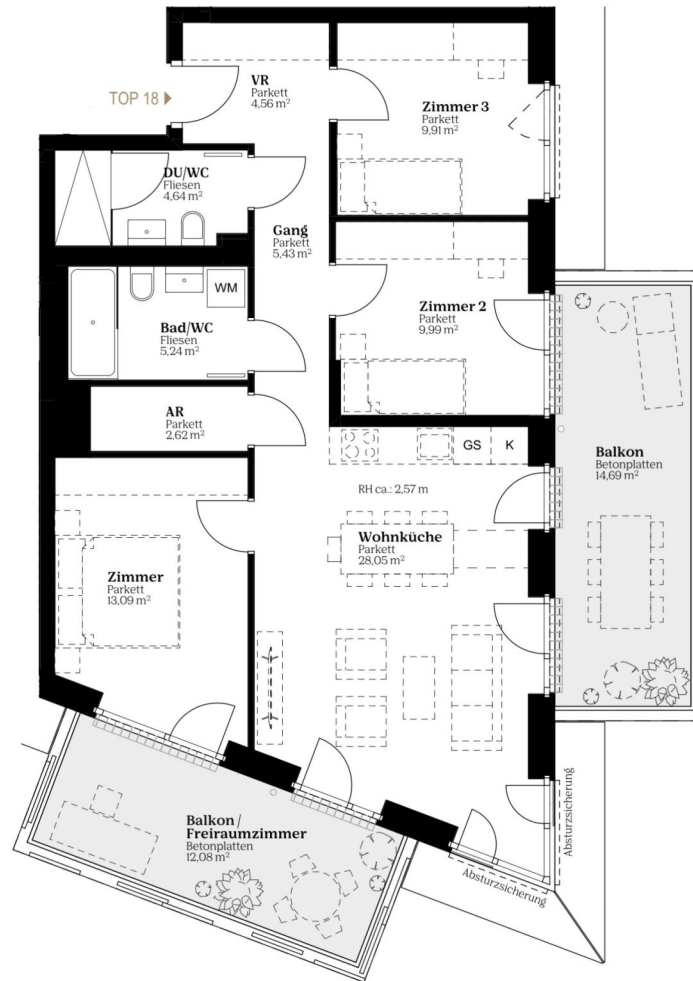 TOP 18
VR
Parkett
4,56 m²
Zimmer 3
Parkett
9,91 m²
DU/WC
Fliesen
4,64 m²
Gang
Parkett
5,43 m²
WM
Zimmer 2
Parkett
9,99 m²
Bad/WC
Fliesen
5,24 m²
AR
Parkett
2,62 m²
GS
K
Balkon
Betonplatten
14,69 m²
RH ca.: 2,57 m
Wohnküche
Parkett
28,05 m²
Zimmer
Parkett
13,09 m²
Balkon/
Freiraumzimmer
Betonplatten
12,08 m²
Absturzsicherung
Absturzsicherung